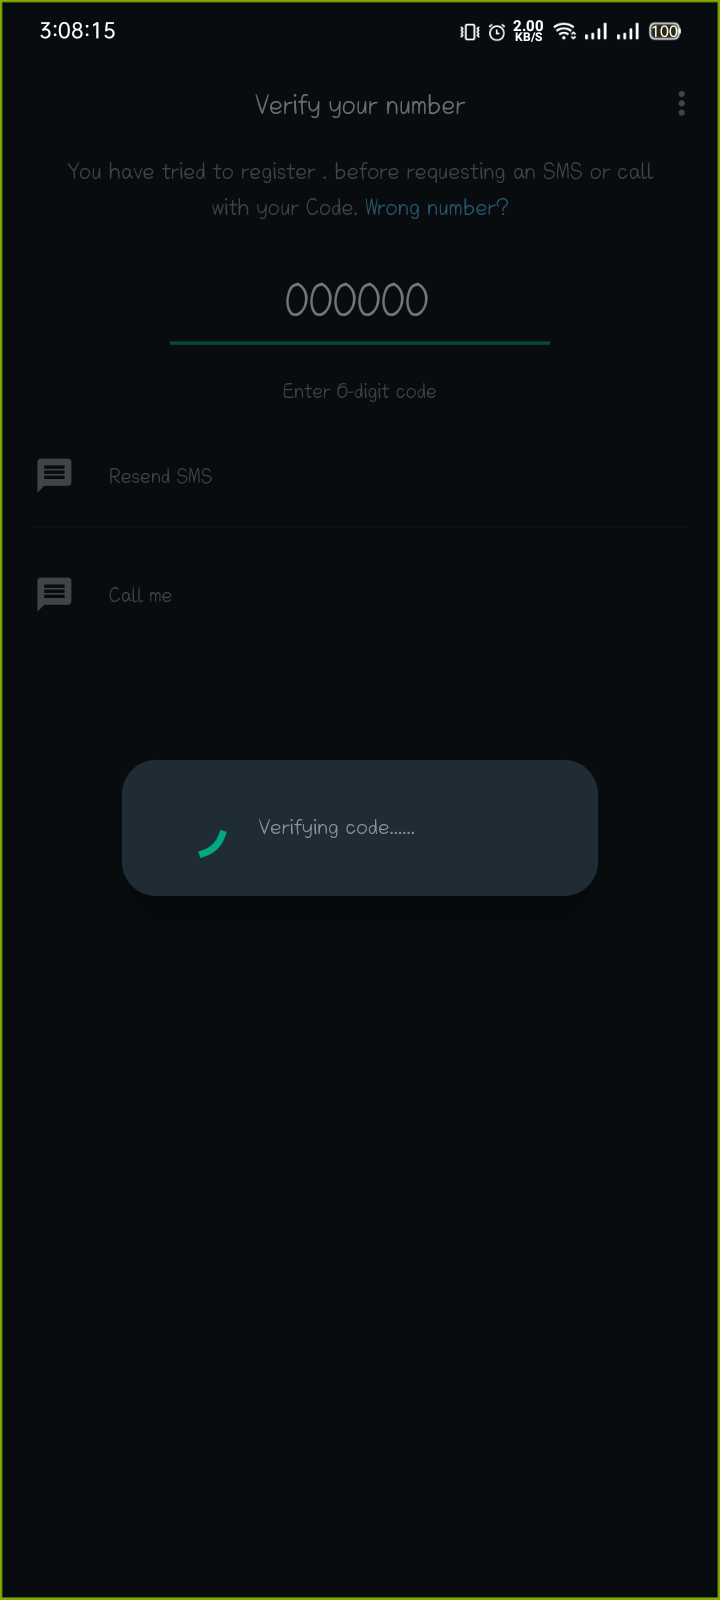 3:08:15
2.00
KB/S
100
Verify your number
You have tried to register . before requesting an SMS or call
with your Code. Wrong number?
000000
Enter 6-digit code
Resend SMS
Call me
Verifying code......